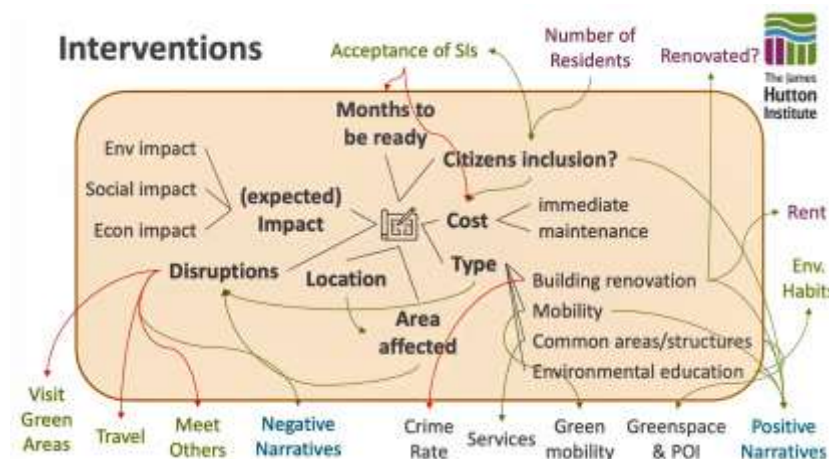 Interventions
Acceptance of SIs
Number of
Residents
Renovated?
The James
Hutton
Institute
Months to
be ready
Env impact
Social impact
Econ impact
(expected)
Impact
Citizens inclusion?
Cost
immediate
maintenance
Rent
Disruptions
Location
Type
Building renovation
Mobility
Common areas/structures
Environmental education
Env.
Habits
Area
affected
Visit
Green
Areas
Travel
Meet
Others
Negative
Narratives
Crime
Rate
Services
Green
mobility
Greenspace
& POI
Positive
Narratives